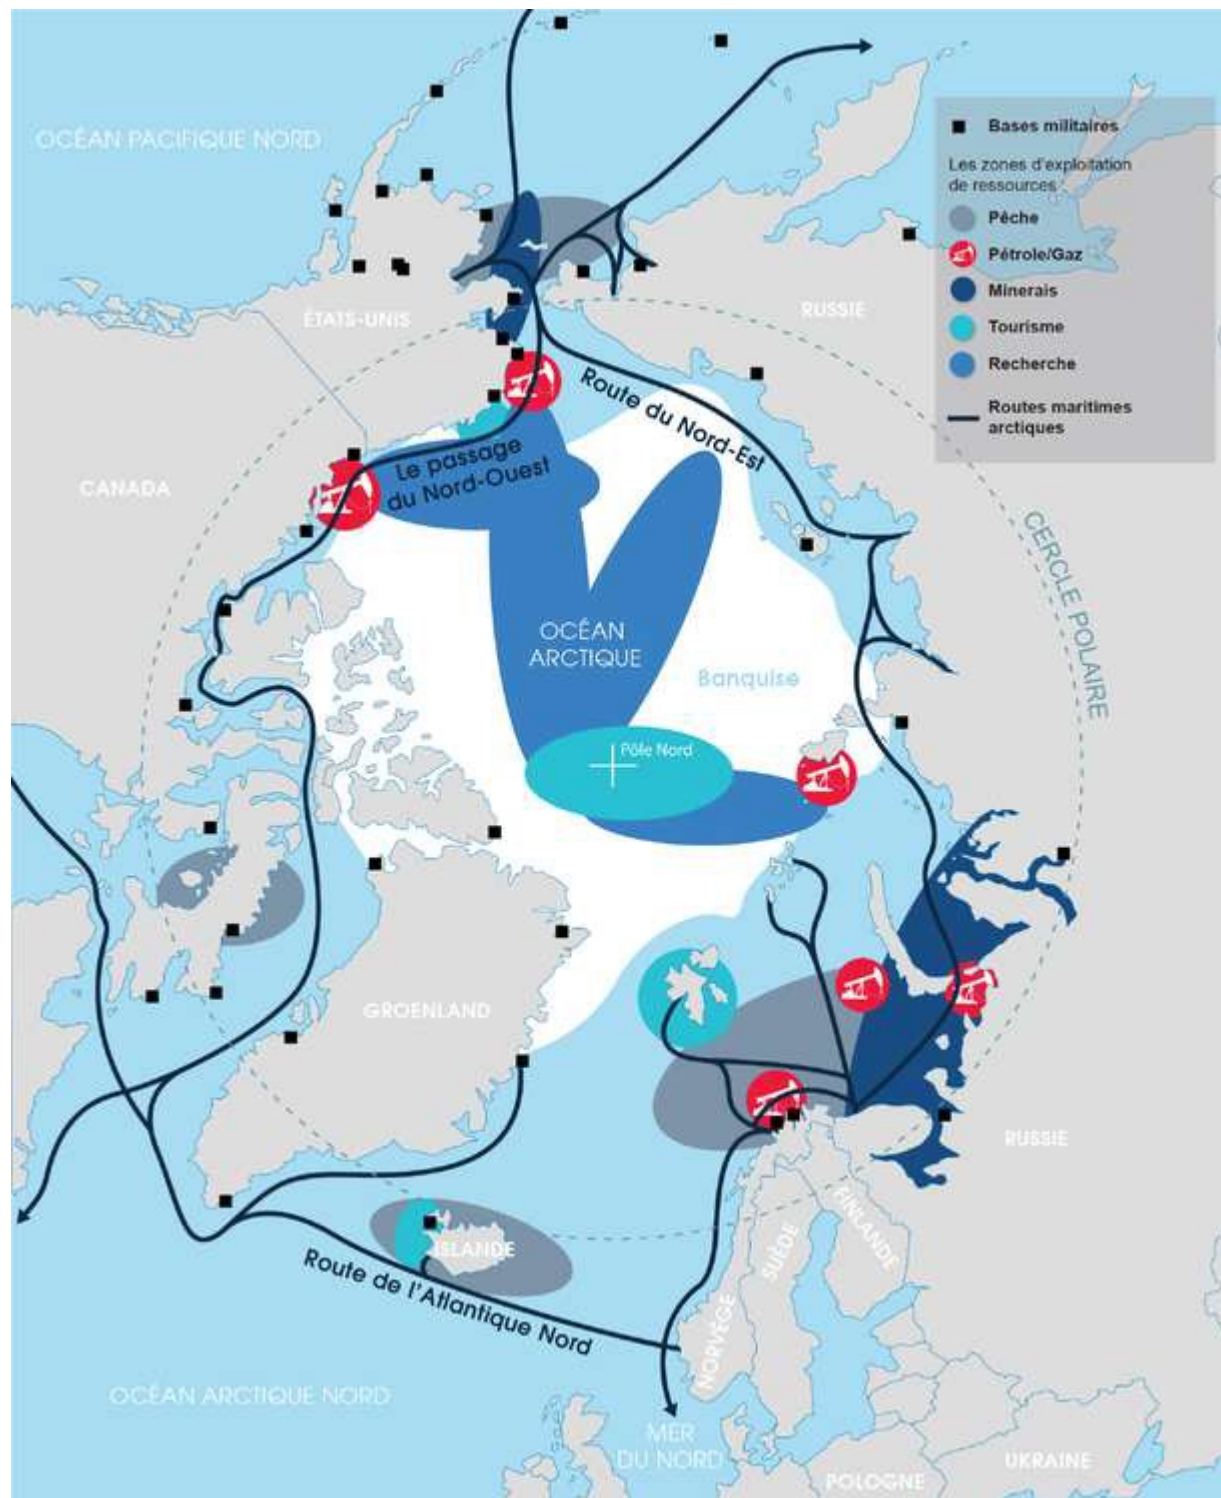 OCÉAN PACIFIQUE NORD
Bases militaires
Les zones d'exploitation
de ressources
Pêche
Pétrole/Gaz
Minerais
Tourisme
Recherche
Routes maritimes
arctiques
ÉTATS-UNIS
RUSSIE
Route du Nord-Est
Le passage
du Nord-Ouest
CANADA
CERCLE POLAIRE
OCÉAN
ARCTIQUE
Banquise
Pôle Nord
GROENLAND
RUSSIE
ISLANDE
Route de l'Atlantique Nord
NORVÈGE
SUÈDE
FINLANDE
OCÉAN ARCTIQUE NORD
MER
DU NORD
POLOGNE
UKRAINE